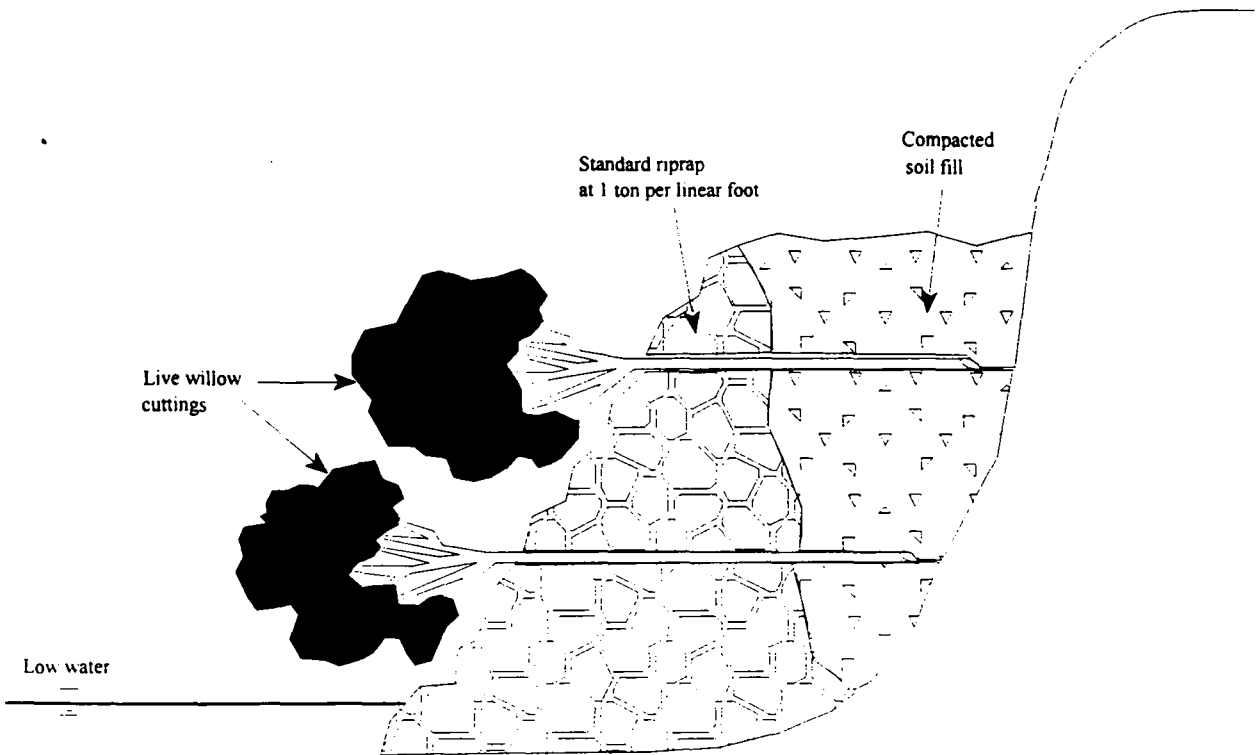 Compacted
soil fill
Standard riprap
at 1 ton per linear foot
Live willow
cuttings
Low water